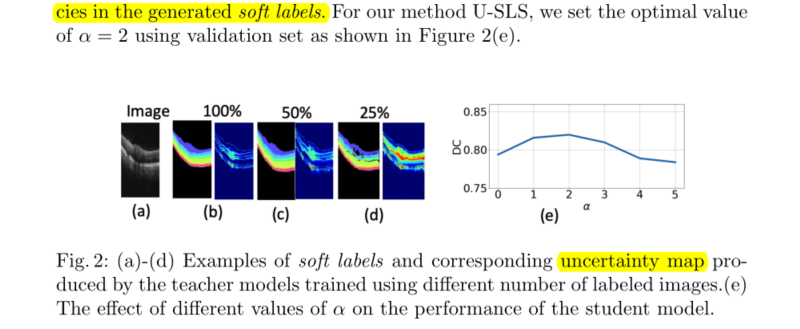 cies in the generated soft labels. For our method U-SLS, we set the optimal value
of α = 2 using validation set as shown in Figure 2(e).
Image 100% 50% 25%
(a) (b) (c) (d)
0.85
0.80
0.75
DC
0 1 2 3 4 5
α
(e)
Fig. 2: (a)-(d) Examples of soft labels and corresponding uncertainty map pro-
duced by the teacher models trained using different number of labeled images.(e)
The effect of different values of α on the performance of the student model.